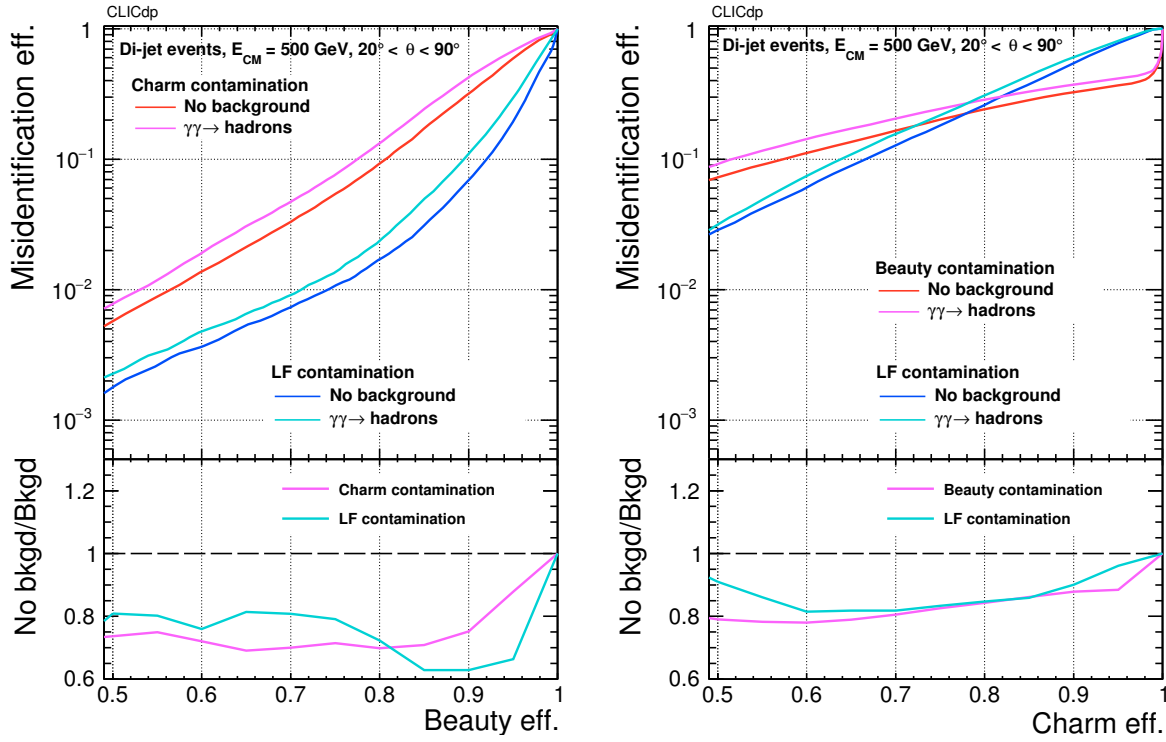 CLICdp
Di-jet events, E_CM = 500 GeV, 20° < θ < 90°
Charm contamination
No background
γγ→ hadrons
LF contamination
No background
γγ→ hadrons
Misidentification eff.
1
10⁻¹
10⁻²
10⁻³
Charm contamination
LF contamination
No bkgd/Bkgd
1.2
1
0.8
0.6
0.5 0.6 0.7 0.8 0.9 1
Beauty eff.
CLICdp
Di-jet events, E_CM = 500 GeV, 20° < θ < 90°
Beauty contamination
No background
γγ→ hadrons
LF contamination
No background
γγ→ hadrons
Misidentification eff.
1
10⁻¹
10⁻²
10⁻³
Beauty contamination
LF contamination
No bkgd/Bkgd
1.2
1
0.8
0.6
0.5 0.6 0.7 0.8 0.9 1
Charm eff.